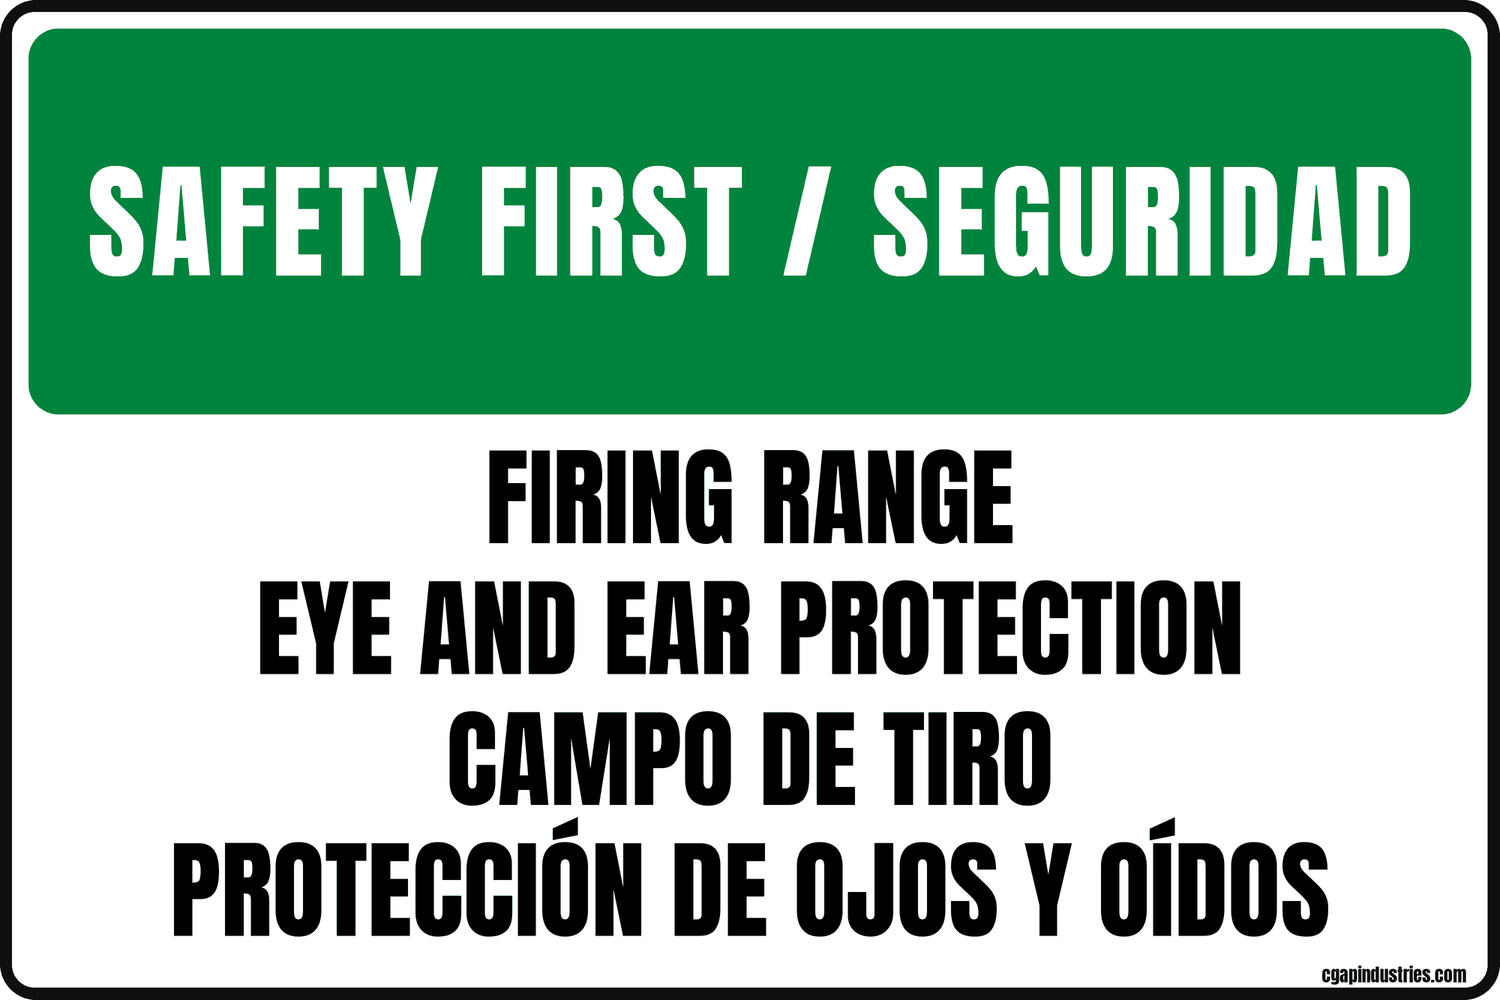 SAFETY FIRST / SEGURIDAD
FIRING RANGE
EYE AND EAR PROTECTION
CAMPO DE TIRO
PROTECCIÓN DE OJOS Y OÍDOS
cgapindustries.com